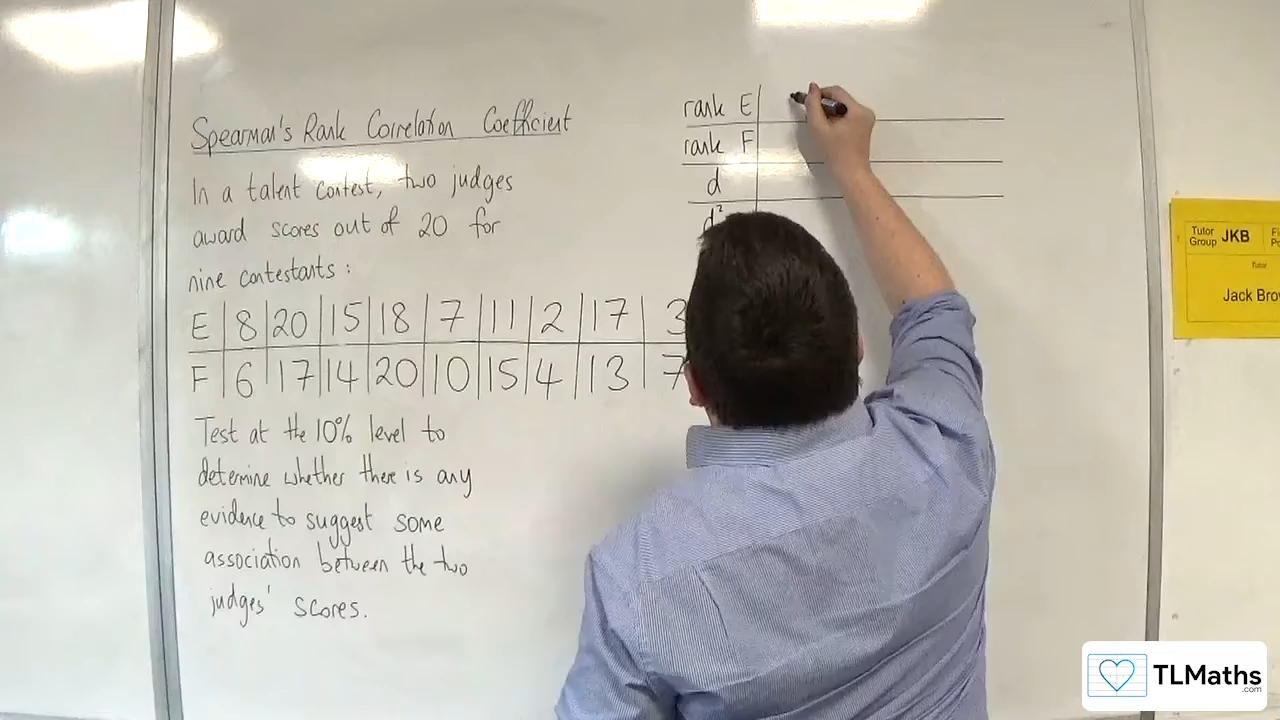 Spearman's Rank Correlation Coefficient
In a talent contest, two judges
award scores out of 20 for
nine contestants :
E 8 20 15 18 7 11 2 17 3
F 6 17 14 20 10 15 4 13 7
Test at the 10% level to
determine whether there is any
evidence to suggest some
association between the two
judges' scores.
rank E
rank F
d
d²
Tutor
Group JKB
Tutor
Jack
TLMaths
.com